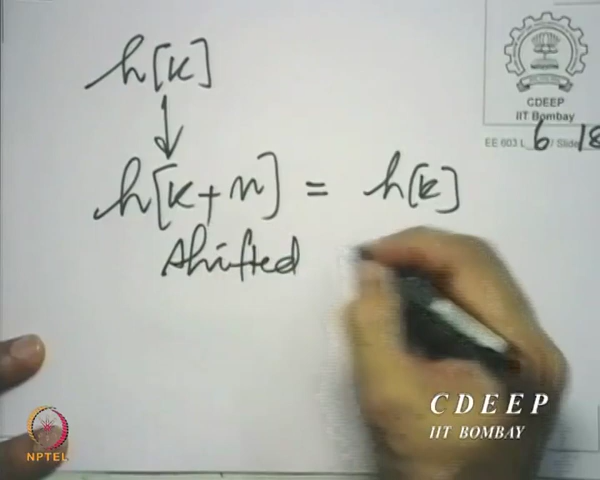 h[k]
↓
h[k+n] = h[k]
shifted
CDEEP
IIT Bombay
EE 603 L 6 / Slide 18
CDEEP
IIT BOMBAY
NPTEL